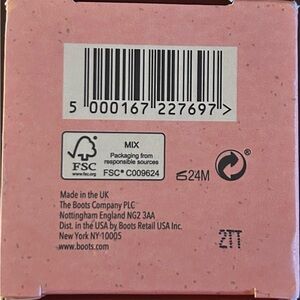 5 000167 227697 >
MIX
Packaging from
responsible sources
FSC
www.fsc.org
FSC® C009624
24M
Made in the UK
The Boots Company PLC
Nottingham England NG2 3AA
Dist. in the USA by Boots Retail USA Inc.
New York NY 10005
www.boots.com
2TT